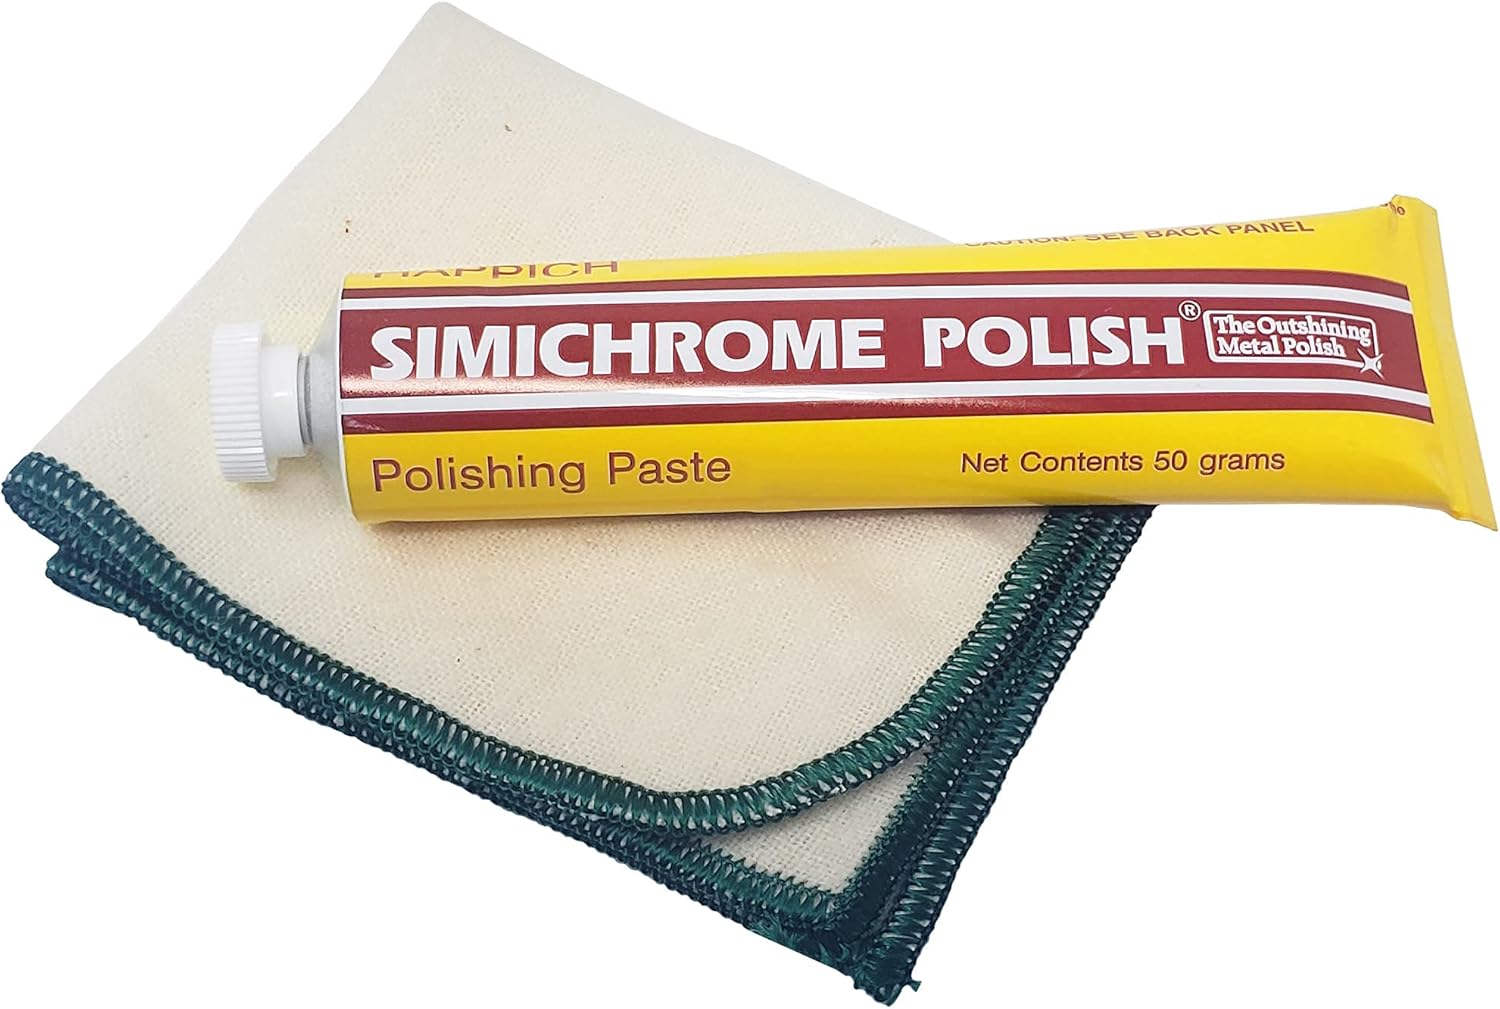 HAPPICH
CAUTION: SEE BACK PANEL
SIMICHROME POLISH®
The Outshining
Metal Polish
Polishing Paste
Net Contents 50 grams